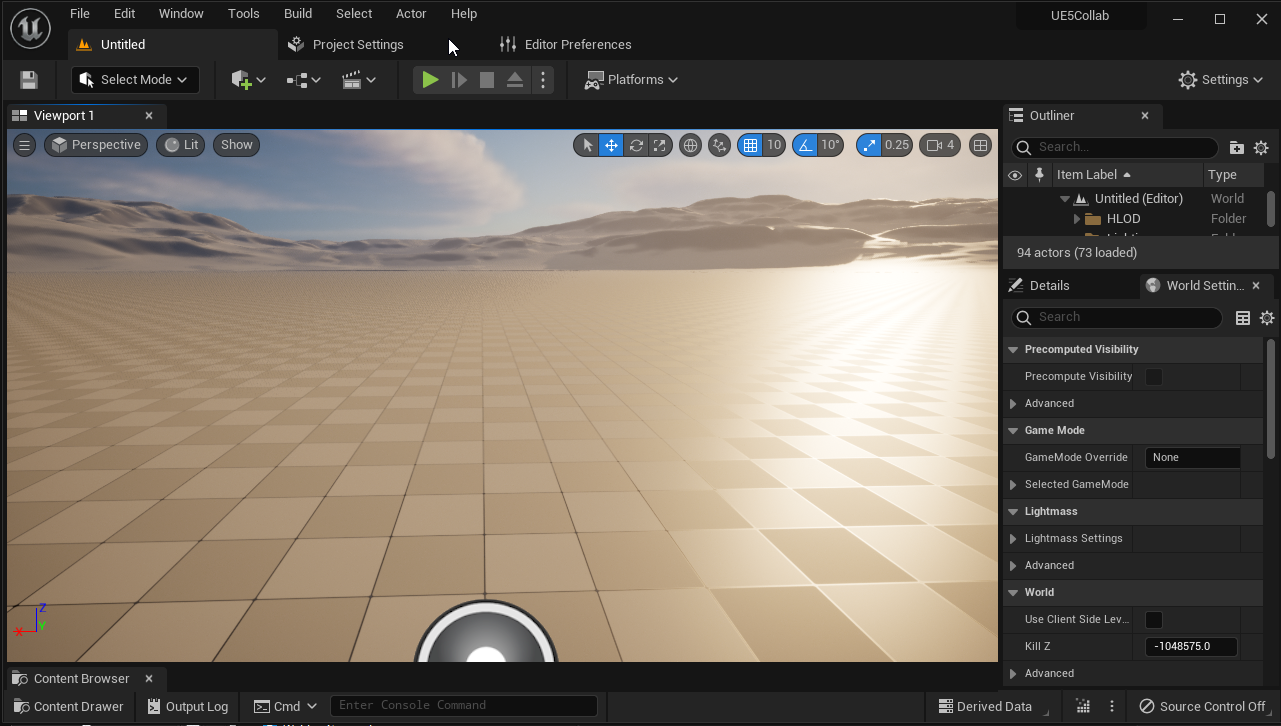 File Edit Window Tools Build Select Actor Help UE5Collab
Untitled Project Settings Editor Preferences
Select Mode Platforms Settings
Viewport 1
Perspective Lit Show 10 10° 0.25 4
Outliner
Search...
Item Label Type
Untitled (Editor) World
HLOD Folder
94 actors (73 loaded)
Details World Settin...
Search
Precomputed Visibility
Precompute Visibility
Advanced
Game Mode
GameMode Override None
Selected GameMode
Lightmass
Lightmass Settings
Advanced
World
Use Client Side Lev...
Kill Z -1048575.0
Advanced
Z
X Y
Content Browser
Content Drawer Output Log Cmd Enter Console Command Derived Data Source Control Off